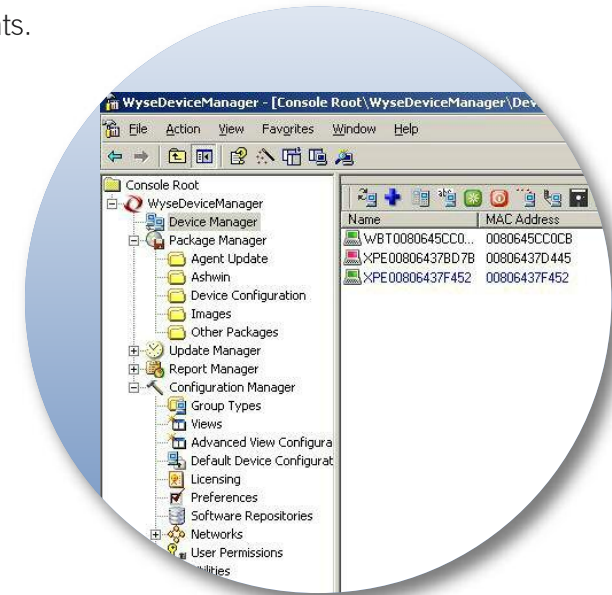 ts.
WyseDeviceManager - [Console Root\WyseDeviceManager\Dev
File Action View Favorites Window Help
Console Root
WyseDeviceManager
Device Manager
Package Manager
Agent Update
Ashwin
Device Configuration
Images
Other Packages
Update Manager
Report Manager
Configuration Manager
Group Types
Views
Advanced View Configura
Default Device Configurat
Licensing
Preferences
Software Repositories
Networks
User Permissions
Name MAC Address
WBT0080645CC0... 0080645CC0CB
XPE00806437BD7B 00806437D445
XPE00806437F452 00806437F452